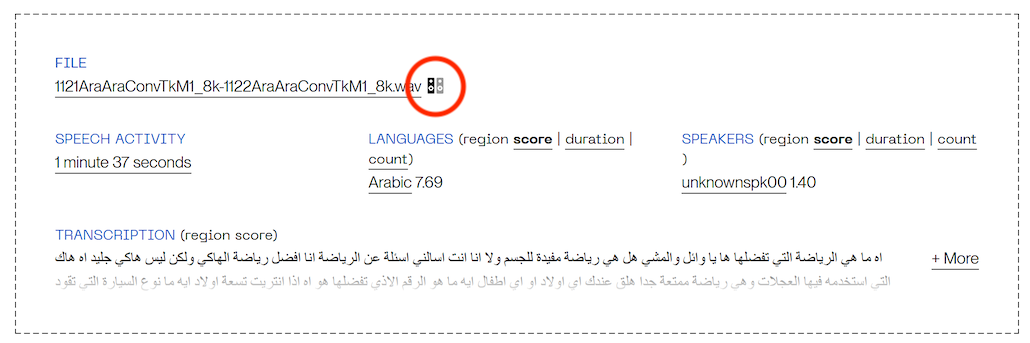 FILE
1121AraAraConvTkM1_8k-1122AraAraConvTkM1_8k.wav
SPEECH ACTIVITY
1 minute 37 seconds
LANGUAGES (region score | duration |
count)
Arabic 7.69
SPEAKERS (region score | duration | count
)
unknownspk00 1.40
TRANSCRIPTION (region score)
اه ما هي الرياضة التي تفضلها ها يا وائل والمشي هل هي رياضة مفيدة للجسم ولا انا انت اسالني اسئلة عن الرياضة انا افضل رياضة الهاكي ولكن ليس هاكي جليد اه هاك
التي استخدمه فيها العجلات وهي رياضة ممتعة جدا هلق عندك اي اولاد او اي اطفال ايه ما هو الرقم الاذي تفضلها هو اه اذا انتريت تسعة اولاد ايه ما نوع السيارة التي تقود
+ More